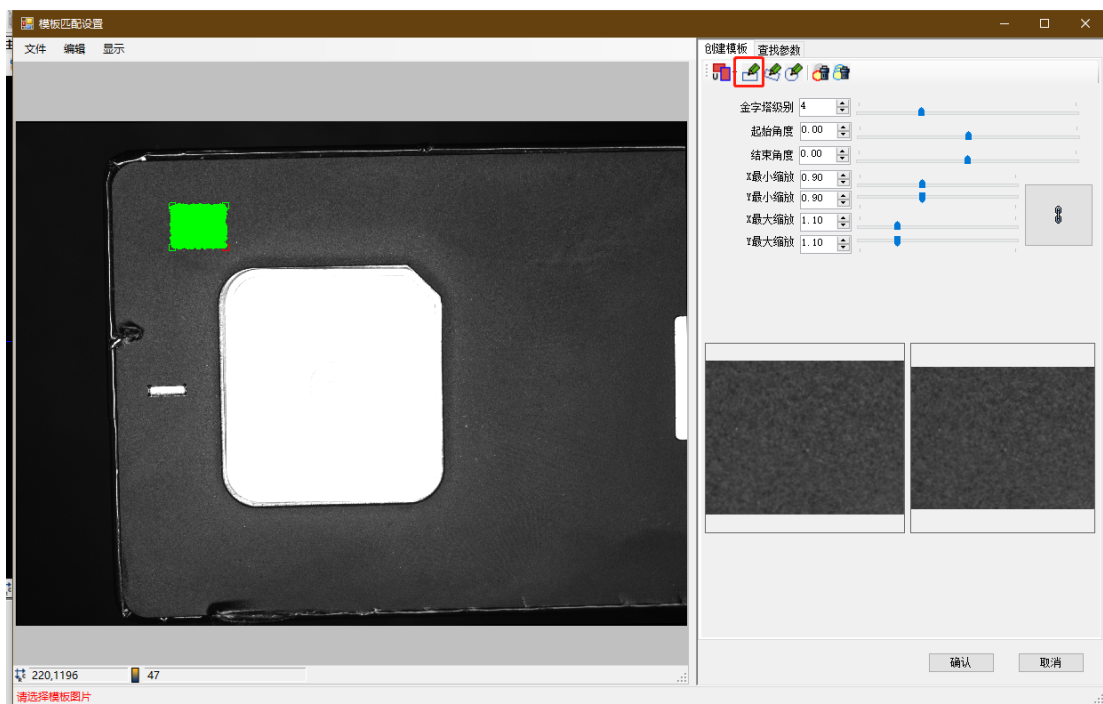 模板匹配设置
文件 编辑 显示
创建模板 查找参数
金字塔级别 4
起始角度 0.00
结束角度 0.00
X最小缩放 0.90
Y最小缩放 0.90
X最大缩放 1.10
Y最大缩放 1.10
确认 取消
220,1196 47
请选择模板图片